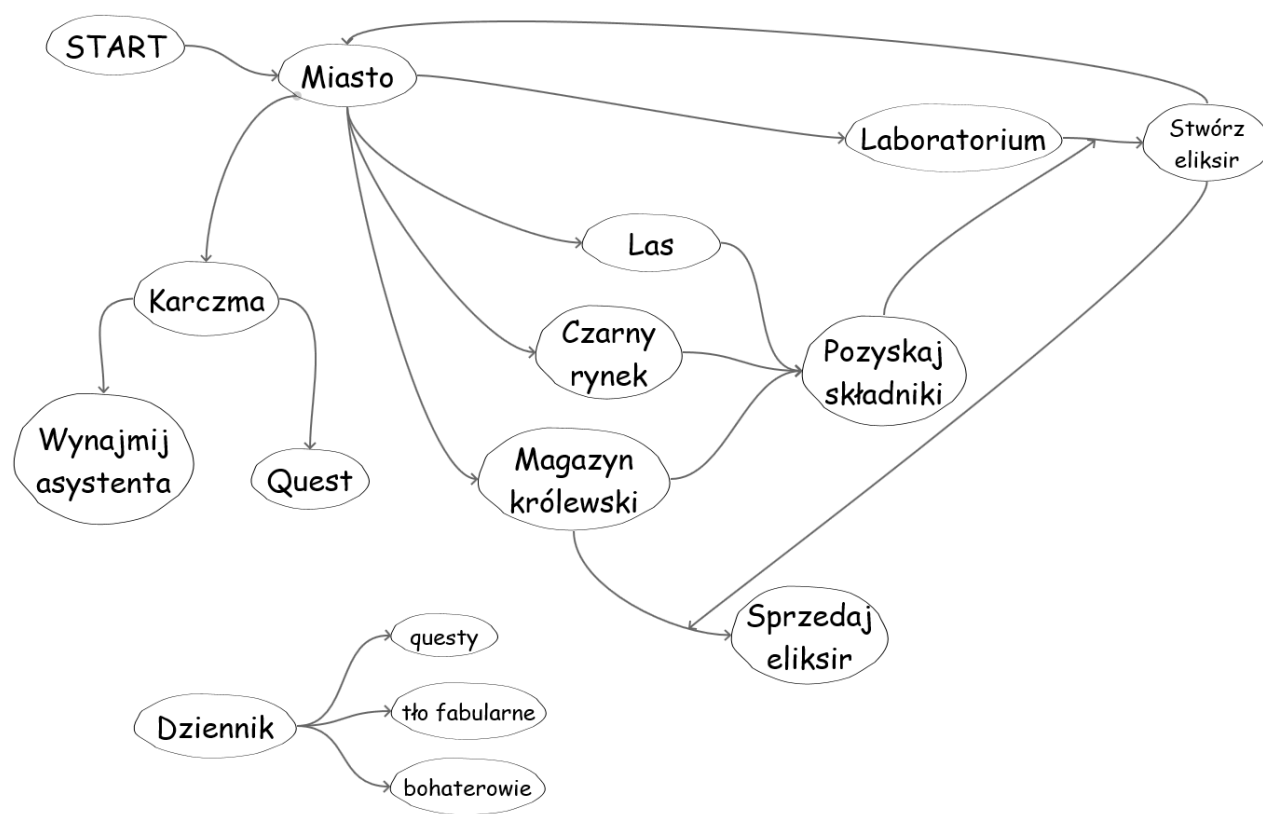 START
Miasto
Laboratorium
Stwórz
eliksir
Las
Karczma
Czarny
rynek
Pozyskaj
składniki
Wynajmij
asystenta
Quest
Magazyn
królewski
Sprzedaj
eliksir
questy
tło fabularne
Dziennik
bohaterowie